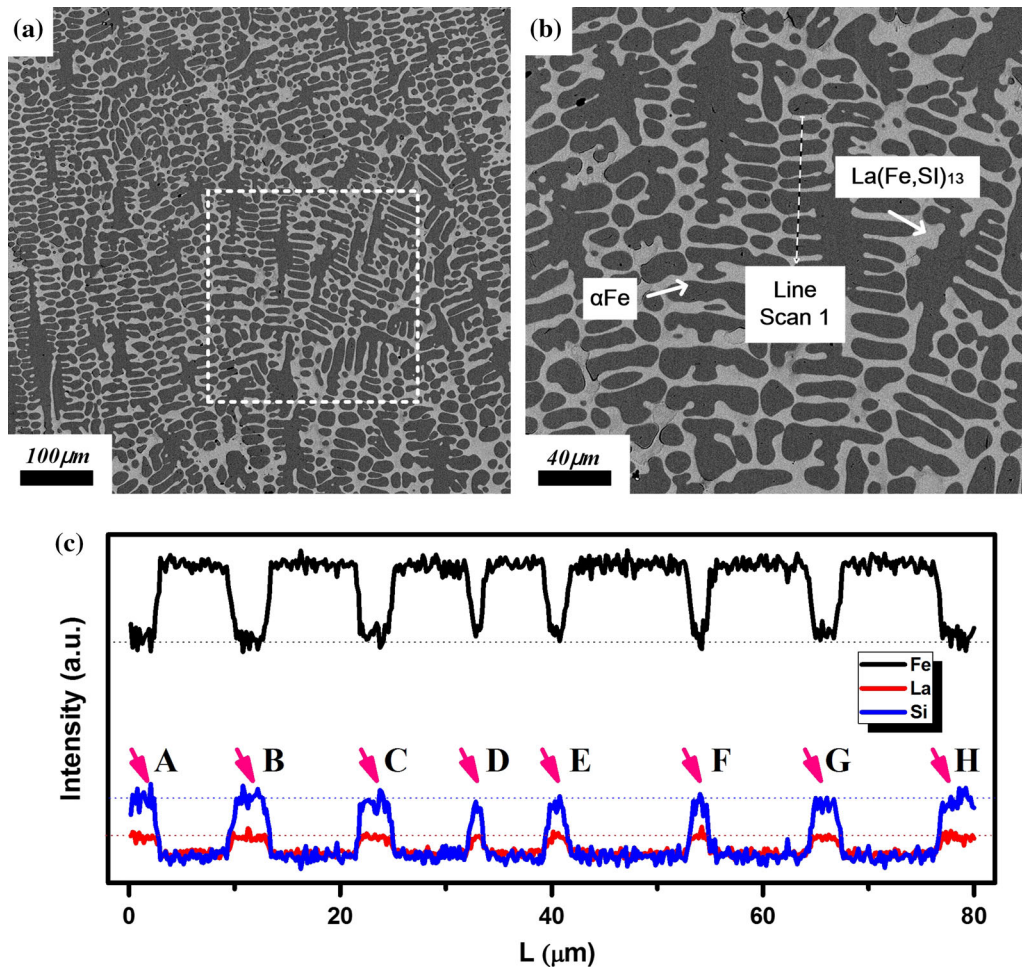 (a)
100μm
(b)
La(Fe,SI)₁₃
αFe
Line
Scan 1
40μm
(c)
Intensity (a.u.)
Fe
La
Si
A B C D E F G H
0 20 40 60 80
L (μm)